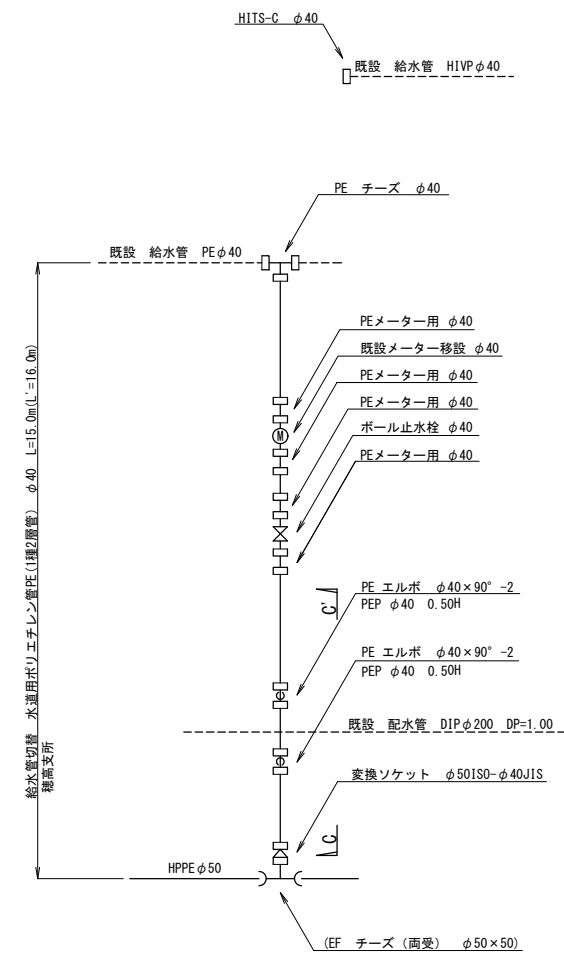 HITS-C φ40
既設 給水管 HIVPφ40
PE チーズ φ40
既設 給水管 PEφ40
PEメーター用 φ40
既設メーター移設 φ40
PEメーター用 φ40
PEメーター用 φ40
ボール止水栓 φ40
PEメーター用 φ40
M
給水管切替 水道用ポリエチレン管PE(1種2層管) φ40 L=15.0m(L'=16.0m)
穂高支所
C'
PE エルボ φ40×90° -2
PEP φ40 0.50H
PE エルボ φ40×90° -2
PEP φ40 0.50H
既設 配水管 DIPφ200 DP=1.00
変換ソケット φ50ISO-φ40JIS
C
HPPEφ50
(EF チーズ (両受) φ50×50)